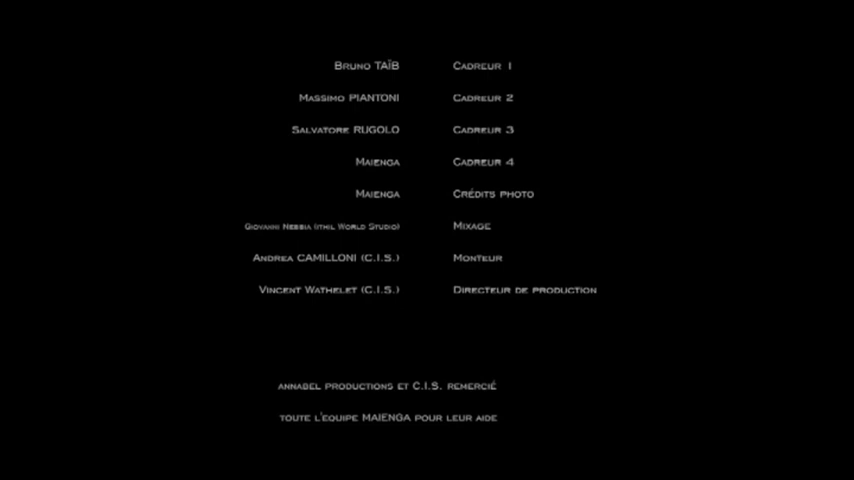 Bruno TAÏB Cadreur 1
Massimo PIANTONI Cadreur 2
Salvatore RUGOLO Cadreur 3
Maienga Cadreur 4
Maienga Crédits photo
Giovanni Nebbia (ithil World Studio) Mixage
Andrea CAMILLONI (C.I.S.) Monteur
Vincent Wathelet (C.I.S.) Directeur de production
annabel productions et C.I.S. remercié
toute l'equipe MAIENGA pour leur aide